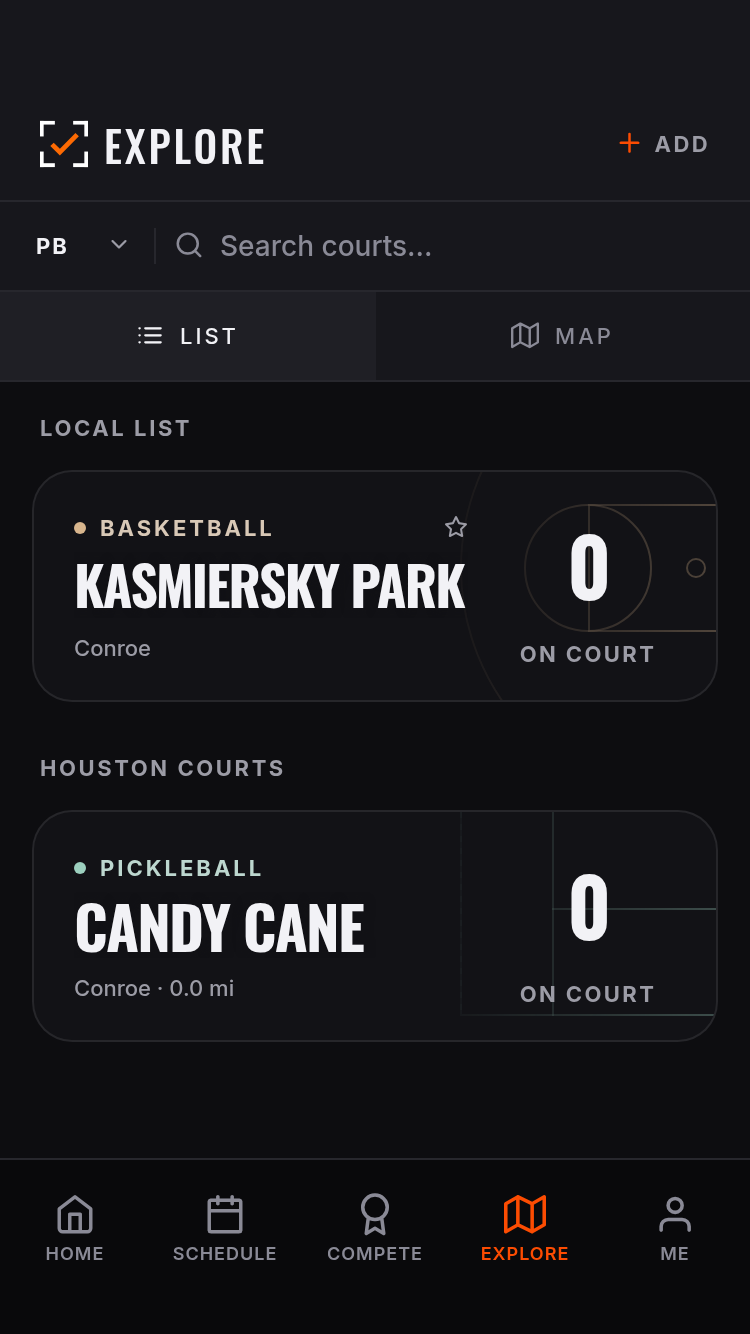 EXPLORE
ADD
PB
Search courts...
LIST
MAP
LOCAL LIST
BASKETBALL
KASMIERSKY PARK
Conroe
0
ON COURT
HOUSTON COURTS
PICKLEBALL
CANDY CANE
Conroe · 0.0 mi
0
ON COURT
HOME
SCHEDULE
COMPETE
EXPLORE
ME